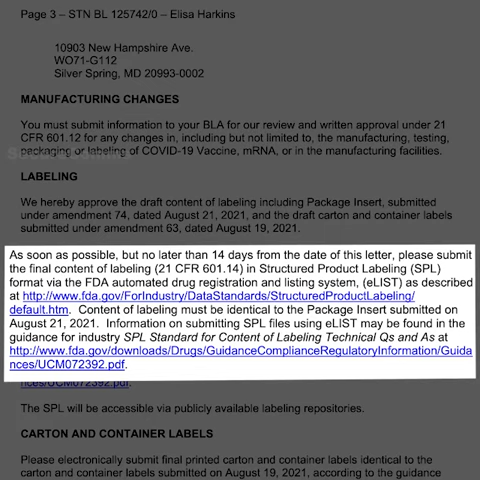 Page 3 – STN BL 125742/0 – Elisa Harkins
10903 New Hampshire Ave.
WO71-G112
Silver Spring, MD 20993-0002
MANUFACTURING CHANGES
You must submit information to your BLA for our review and written approval under 21
CFR 601.12 for any changes in, including but not limited to, the manufacturing, testing,
packaging or labeling of COVID-19 Vaccine, mRNA, or in the manufacturing facilities.
LABELING
We hereby approve the draft content of labeling including Package Insert, submitted
under amendment 74, dated August 21, 2021, and the draft carton and container labels
submitted under amendment 63, dated August 19, 2021.
As soon as possible, but no later than 14 days from the date of this letter, please submit
the final content of labeling (21 CFR 601.14) in Structured Product Labeling (SPL)
format via the FDA automated drug registration and listing system, (eLIST) as described
at http://www.fda.gov/ForIndustry/DataStandards/StructuredProductLabeling/
default.htm. Content of labeling must be identical to the Package Insert submitted on
August 21, 2021. Information on submitting SPL files using eLIST may be found in the
guidance for industry SPL Standard for Content of Labeling Technical Qs and As at
http://www.fda.gov/downloads/Drugs/GuidanceComplianceRegulatoryInformation/Guida
nces/UCM072392.pdf.
nces/UCM072392.pdf.
The SPL will be accessible via publicly available labeling repositories.
CARTON AND CONTAINER LABELS
Please electronically submit final printed carton and container labels identical to the
carton and container labels submitted on August 19, 2021, according to the guidance